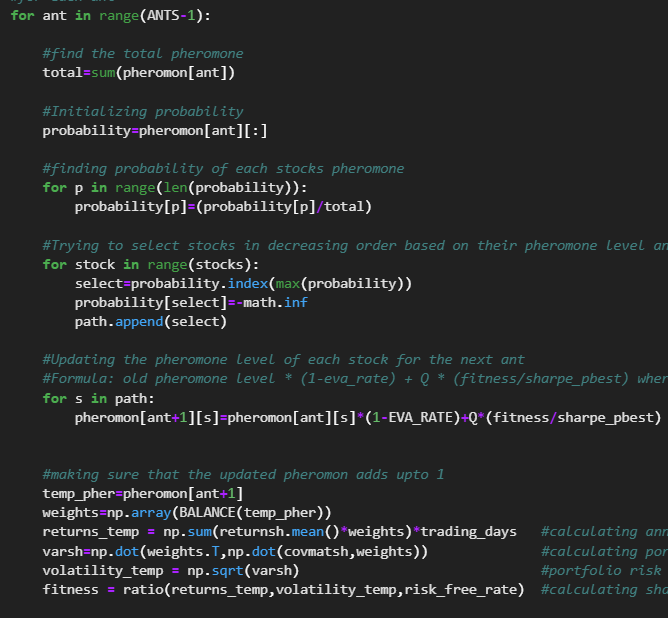 for ant in range(ANTS-1):
#find the total pheromone
total=sum(pheromon[ant])
#Initializing probability
probability=pheromon[ant][:]
#finding probability of each stocks pheromone
for p in range(len(probability)):
probability[p]=(probability[p]/total)
#Trying to select stocks in decreasing order based on their pheromone level an
for stock in range(stocks):
select=probability.index(max(probability))
probability[select]=-math.inf
path.append(select)
#Updating the pheromone level of each stock for the next ant
#Formula: old pheromone level * (1-eva_rate) + Q * (fitness/sharpe_pbest) wher
for s in path:
pheromon[ant+1][s]=pheromon[ant][s]*(1-EVA_RATE)+Q*(fitness/sharpe_pbest)
#making sure that the updated pheromon adds upto 1
temp_pher=pheromon[ant+1]
weights=np.array(BALANCE(temp_pher))
returns_temp = np.sum(returnsh.mean()*weights)*trading_days #calculating ann
varsh=np.dot(weights.T,np.dot(covmatsh,weights)) #calculating por
volatility_temp = np.sqrt(varsh) #portfolio risk
fitness = ratio(returns_temp,volatility_temp,risk_free_rate) #calculating sha